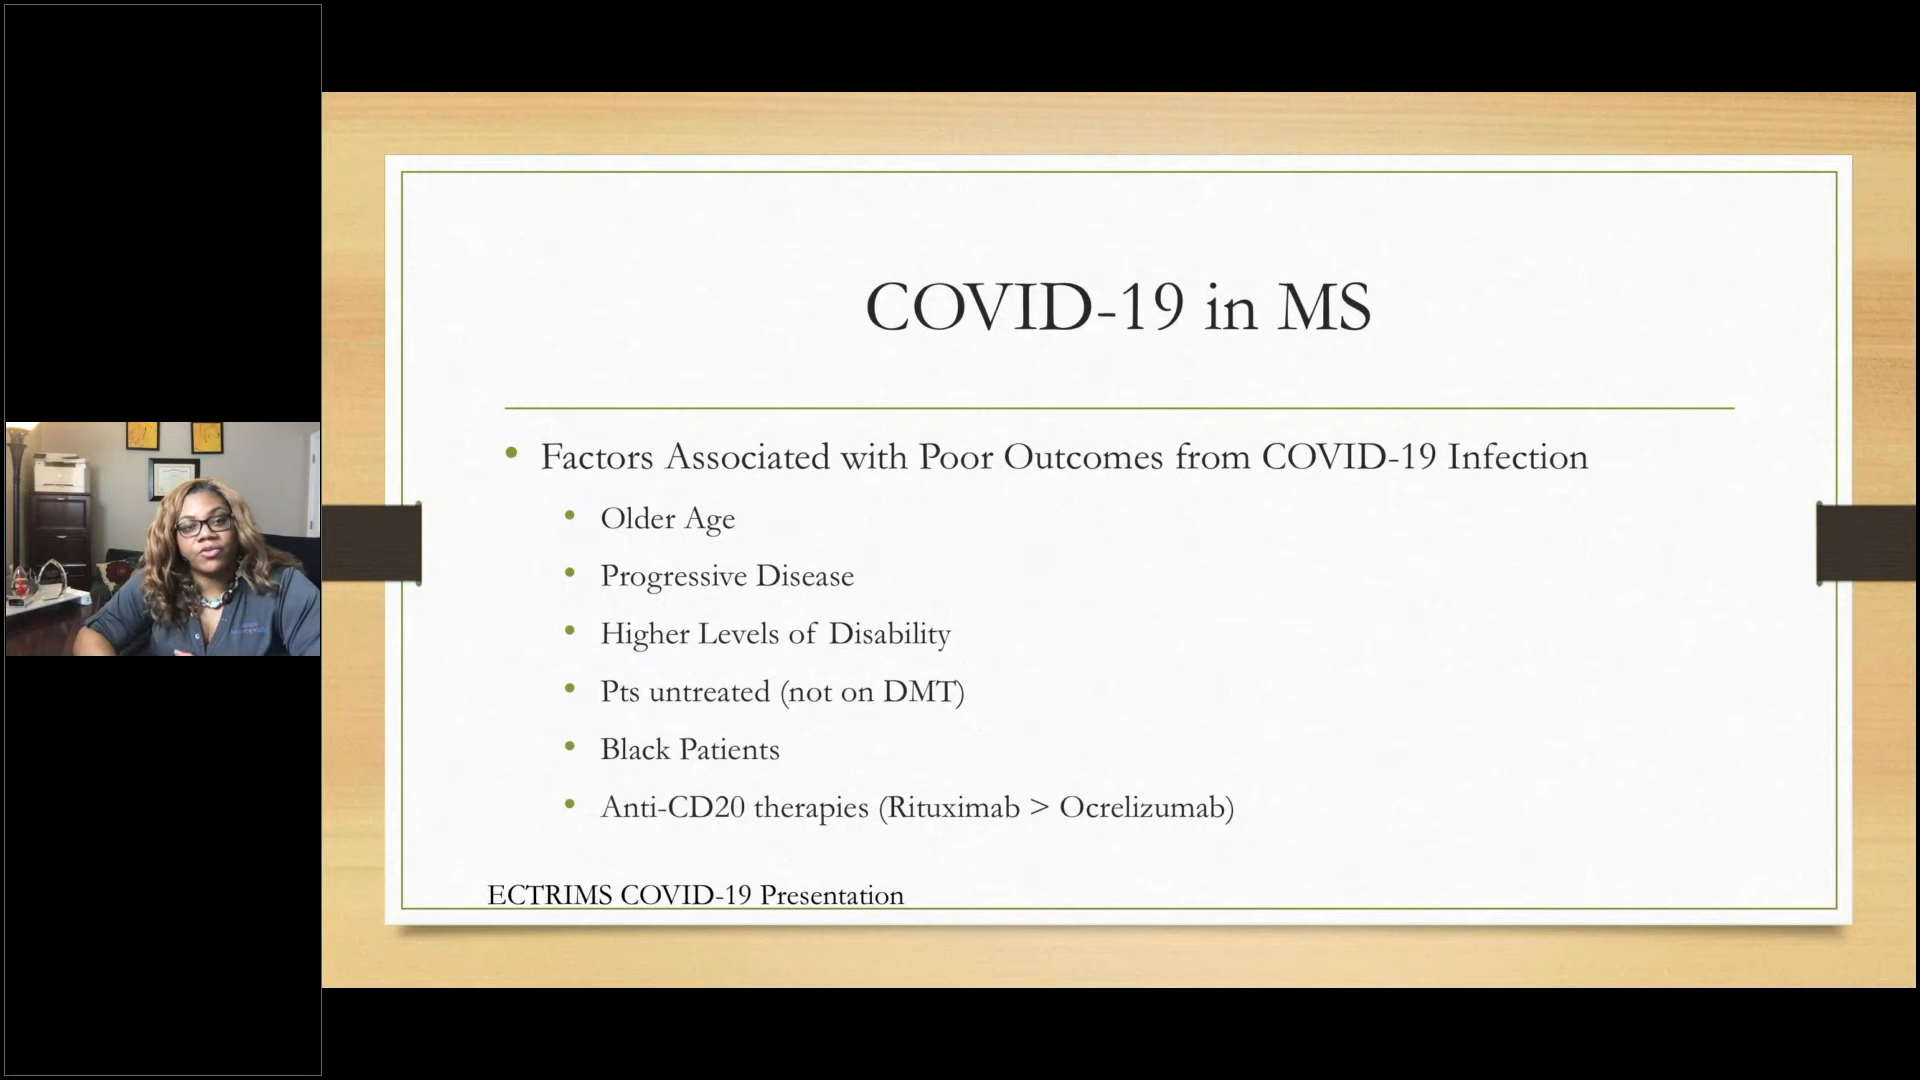 COVID-19 in MS
Factors Associated with Poor Outcomes from COVID-19 Infection
Older Age
Progressive Disease
Higher Levels of Disability
Pts untreated (not on DMT)
Black Patients
Anti-CD20 therapies (Rituximab > Ocrelizumab)
ECTRIMS COVID-19 Presentation